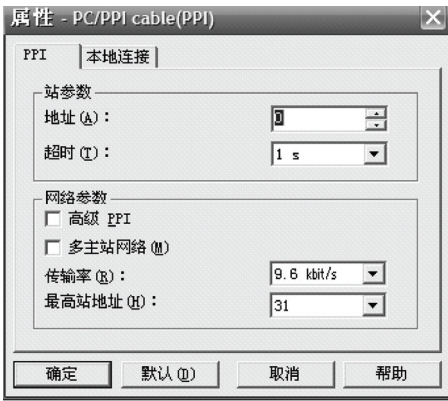 属性 - PC/PPI cable(PPI)
PPI 本地连接
站参数
地址(A): 0
超时(T): 1 s
网络参数
高级 PPI
多主站网络(M)
传输率(R): 9.6 kbit/s
最高站地址(H): 31
确定 默认(D) 取消 帮助